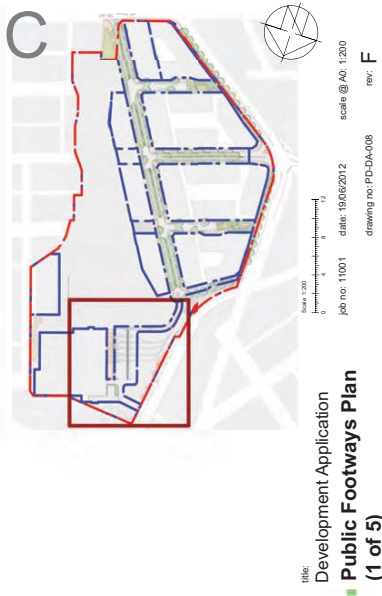 C
Scale 1:200
0 4 8 12
title:
Development Application
Public Footways Plan
(1 of 5)
job no: 11001 date: 19/06/2012 scale @ A0: 1:200
drawing no: PD-DA-008 rev: F